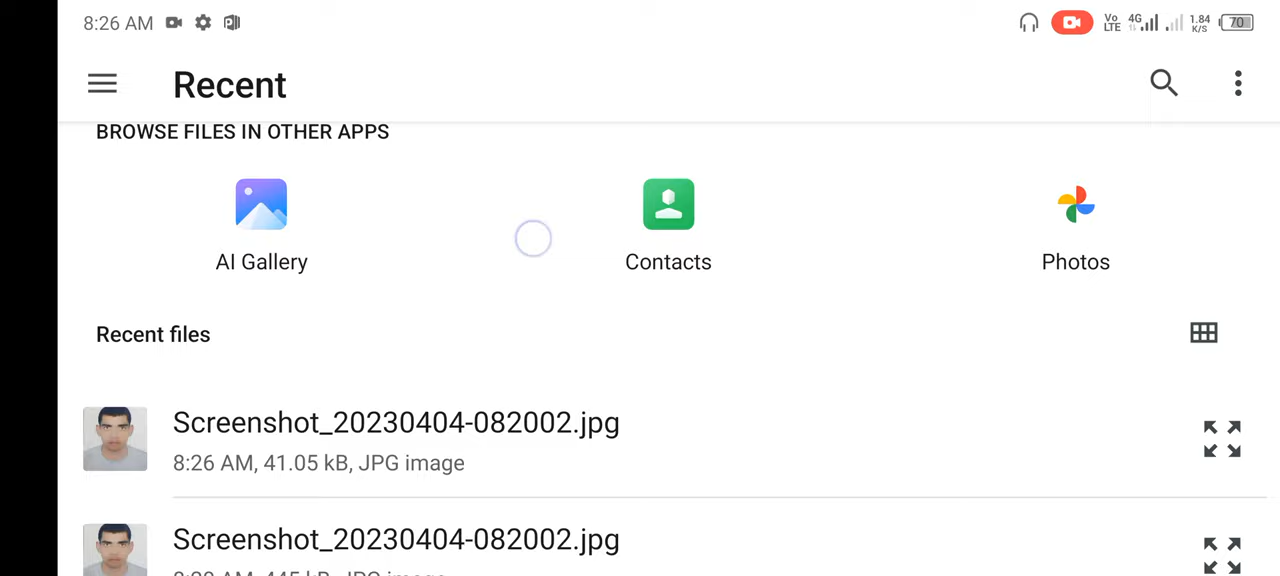 8:26 AM
Vo LTE 4G 1.84 K/S 70
Recent
BROWSE FILES IN OTHER APPS
AI Gallery
Contacts
Photos
Recent files
Screenshot_20230404-082002.jpg
8:26 AM, 41.05 kB, JPG image
Screenshot_20230404-082002.jpg